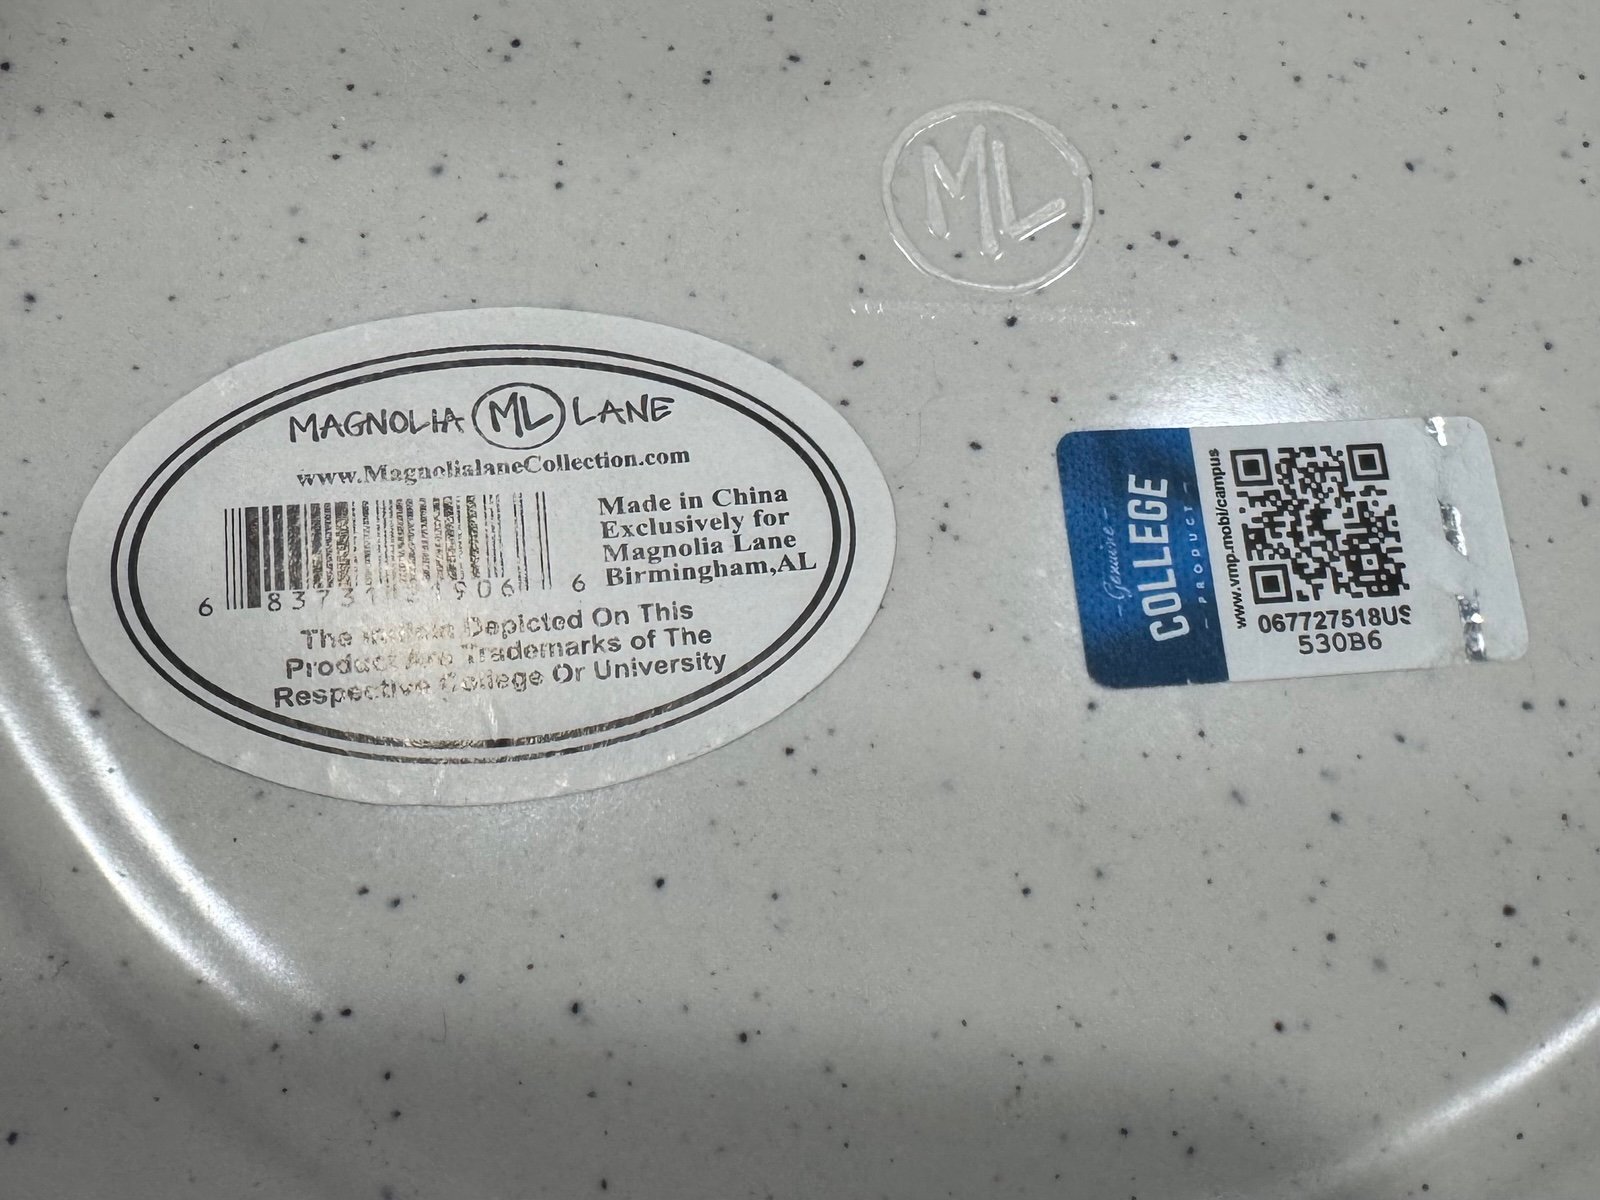 ML
MAGNOLIA ML LANE
www.MagnolialaneCollection.com
Made in China
Exclusively for
Magnolia Lane
Birmingham,AL
6
6
The Depicted On This
Product Are Trademarks of The
Respective College Or University
Genuine
COLLEGE
PRODUCT
www.vmp.mobi/campus
067727518US
530B6